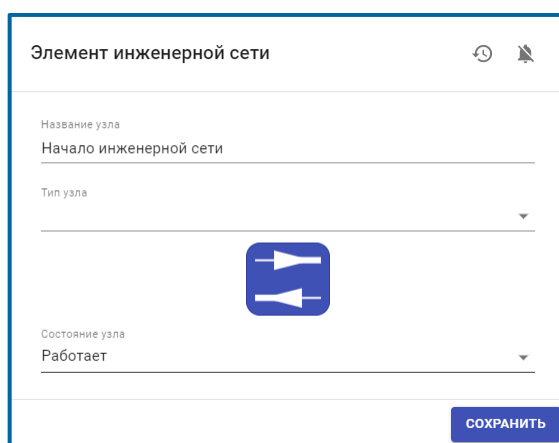 Элемент инженерной сети
Название узла
Начало инженерной сети
Тип узла
Состояние узла
Работает
СОХРАНИТЬ